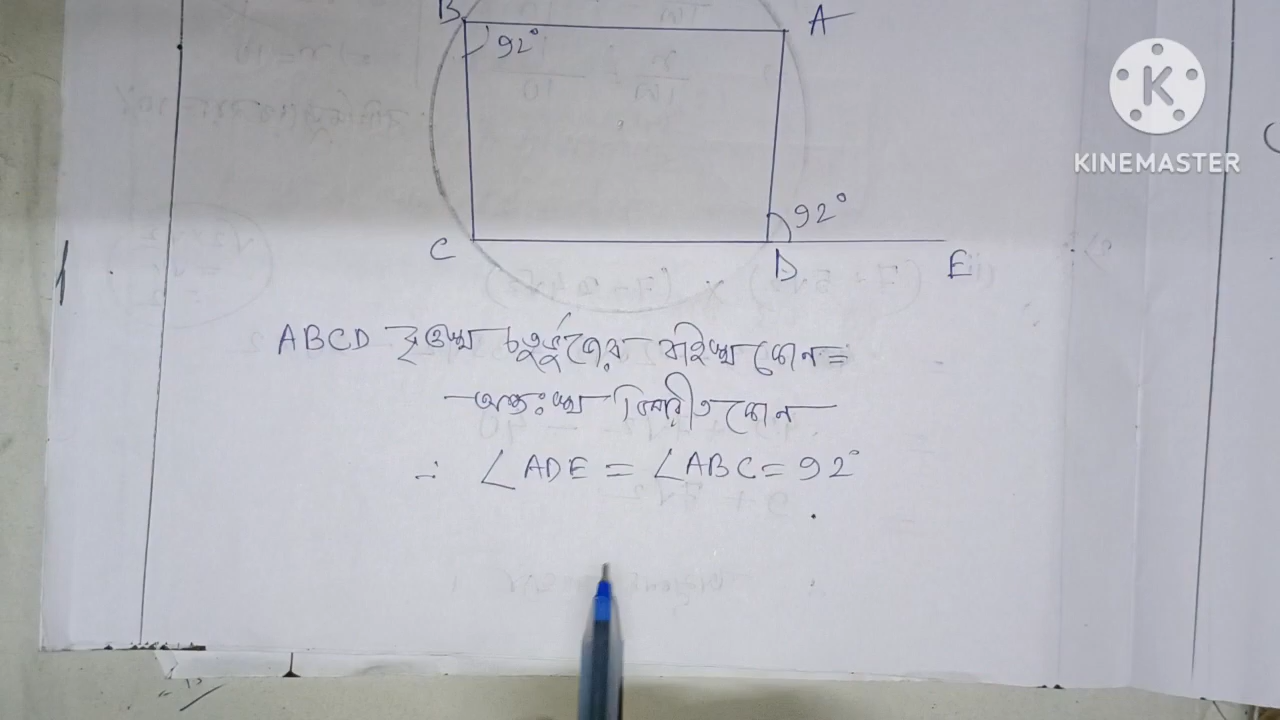 B
A
92°
KINEMASTER
92°
C
D
E
ABCD বৃত্তস্থ চতুর্ভুজের বহিঃস্থ কোন =
অন্তঃস্থ বিপরীত কোন
∴ ∠ADE = ∠ABC = 92°